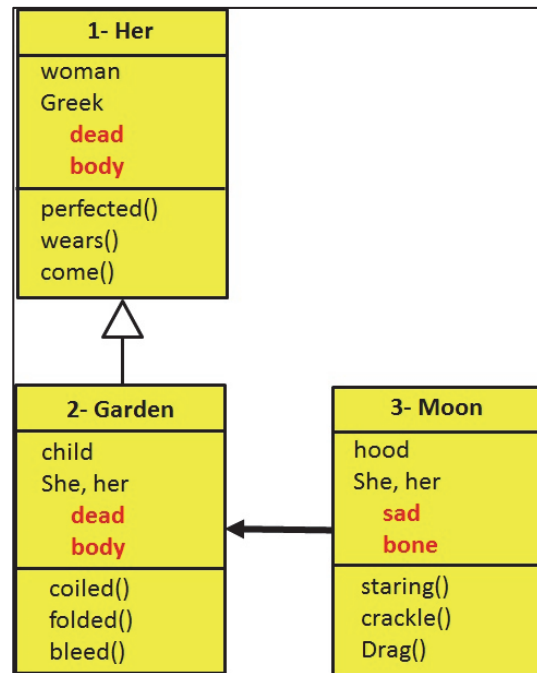 1- Her
woman
Greek
dead
body
perfected()
wears()
come()
2- Garden
child
She, her
dead
body
coiled()
folded()
bleed()
3- Moon
hood
She, her
sad
bone
staring()
crackle()
Drag()